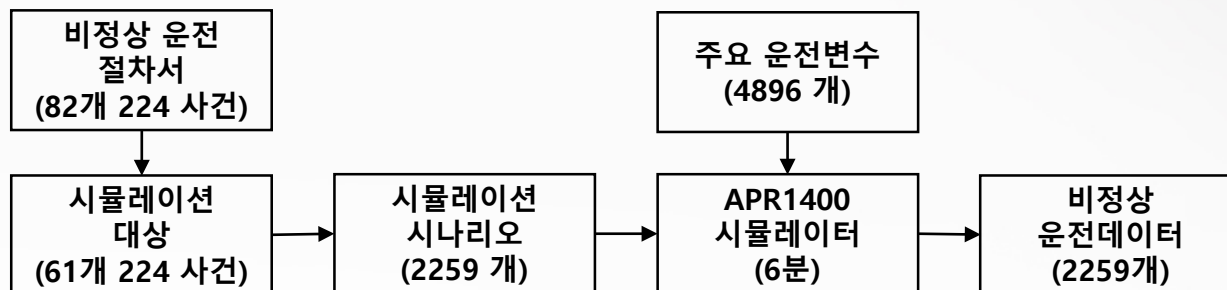 비정상 운전
절차서
(82개 224 사건)
주요 운전변수
(4896 개)
시뮬레이션
대상
(61개 224 사건)
시뮬레이션
시나리오
(2259 개)
APR1400
시뮬레이터
(6분)
비정상
운전데이터
(2259개)